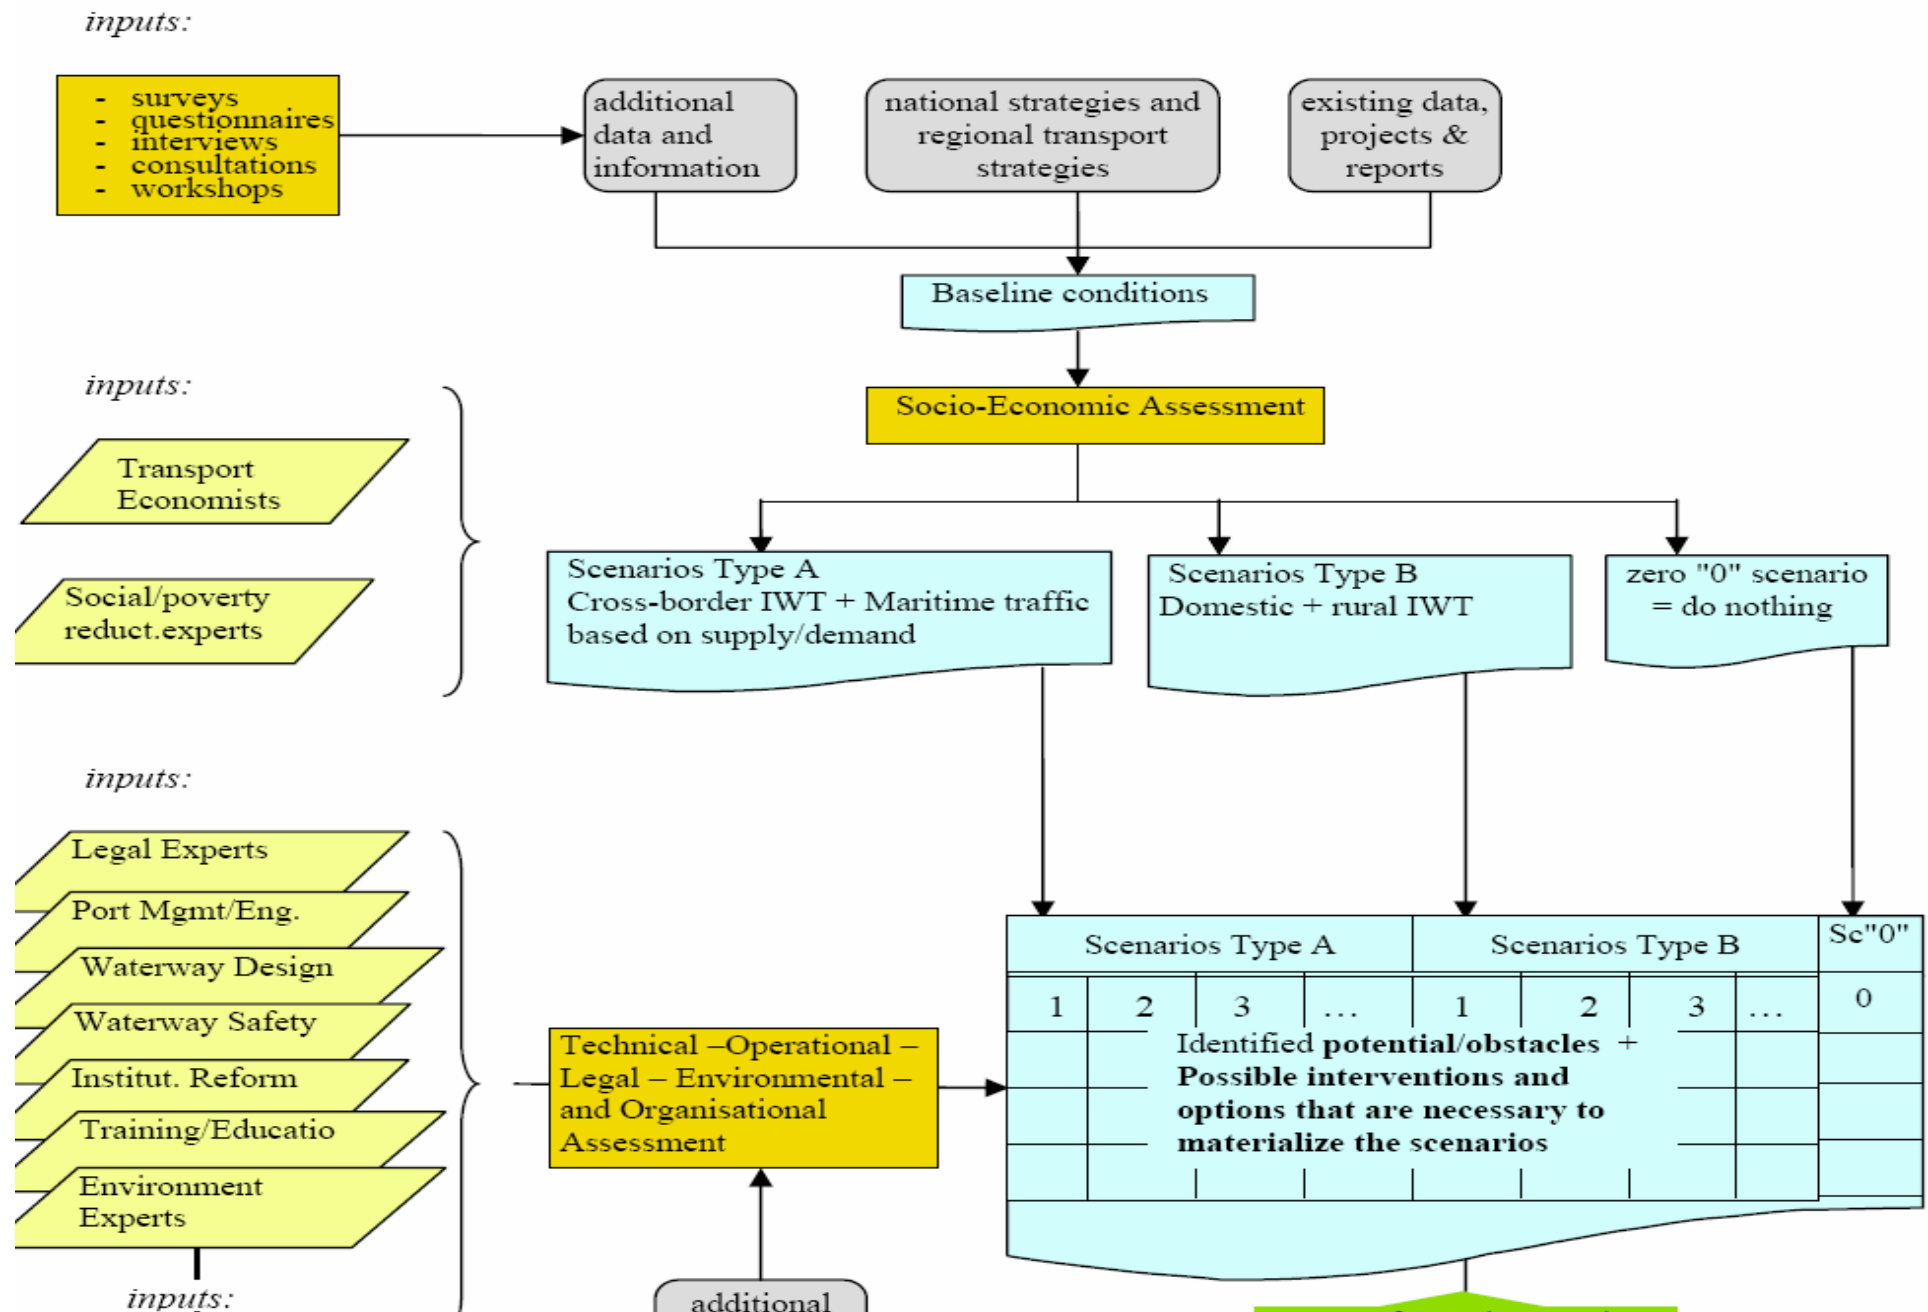 inputs:
- surveys
- questionnaires
- interviews
- consultations
- workshops
additional
data and
information
national strategies and
regional transport
strategies
existing data,
projects &
reports
Baseline conditions
inputs:
Socio-Economic Assessment
Transport
Economists
Social/poverty
reduct.experts
Scenarios Type A
Cross-border IWT + Maritime traffic
based on supply/demand
Scenarios Type B
Domestic + rural IWT
zero "0" scenario
= do nothing
inputs:
Legal Experts
Port Mgmt/Eng.
Waterway Design
Waterway Safety
Institut. Reform
Training/Educatio
Environment
Experts
Technical –Operational –
Legal – Environmental –
and Organisational
Assessment
Scenarios Type A
Scenarios Type B
Sc"0"
1 2 3 ... 1 2 3 ... 0
Identified potential/obstacles +
Possible interventions and
options that are necessary to
materialize the scenarios
inputs:
additional